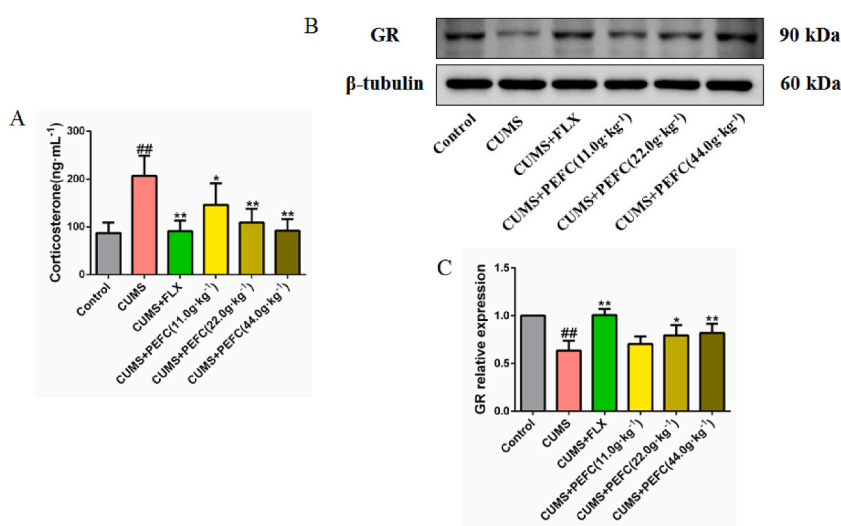 B
GR
90 kDa
β-tubulin
60 kDa
Control
CUMS
CUMS+FLX
CUMS+PEFC(11.0g·kg⁻¹)
CUMS+PEFC(22.0g·kg⁻¹)
CUMS+PEFC(44.0g·kg⁻¹)
A
Corticosterone(ng·mL⁻¹)
300
200
100
0
##
**
*
**
**
Control
CUMS
CUMS+FLX
CUMS+PEFC(11.0g·kg⁻¹)
CUMS+PEFC(22.0g·kg⁻¹)
CUMS+PEFC(44.0g·kg⁻¹)
C
GR relative expression
1.5
1.0
0.5
0.0
##
**
*
**
Control
CUMS
CUMS+FLX
CUMS+PEFC(11.0g·kg⁻¹)
CUMS+PEFC(22.0g·kg⁻¹)
CUMS+PEFC(44.0g·kg⁻¹)